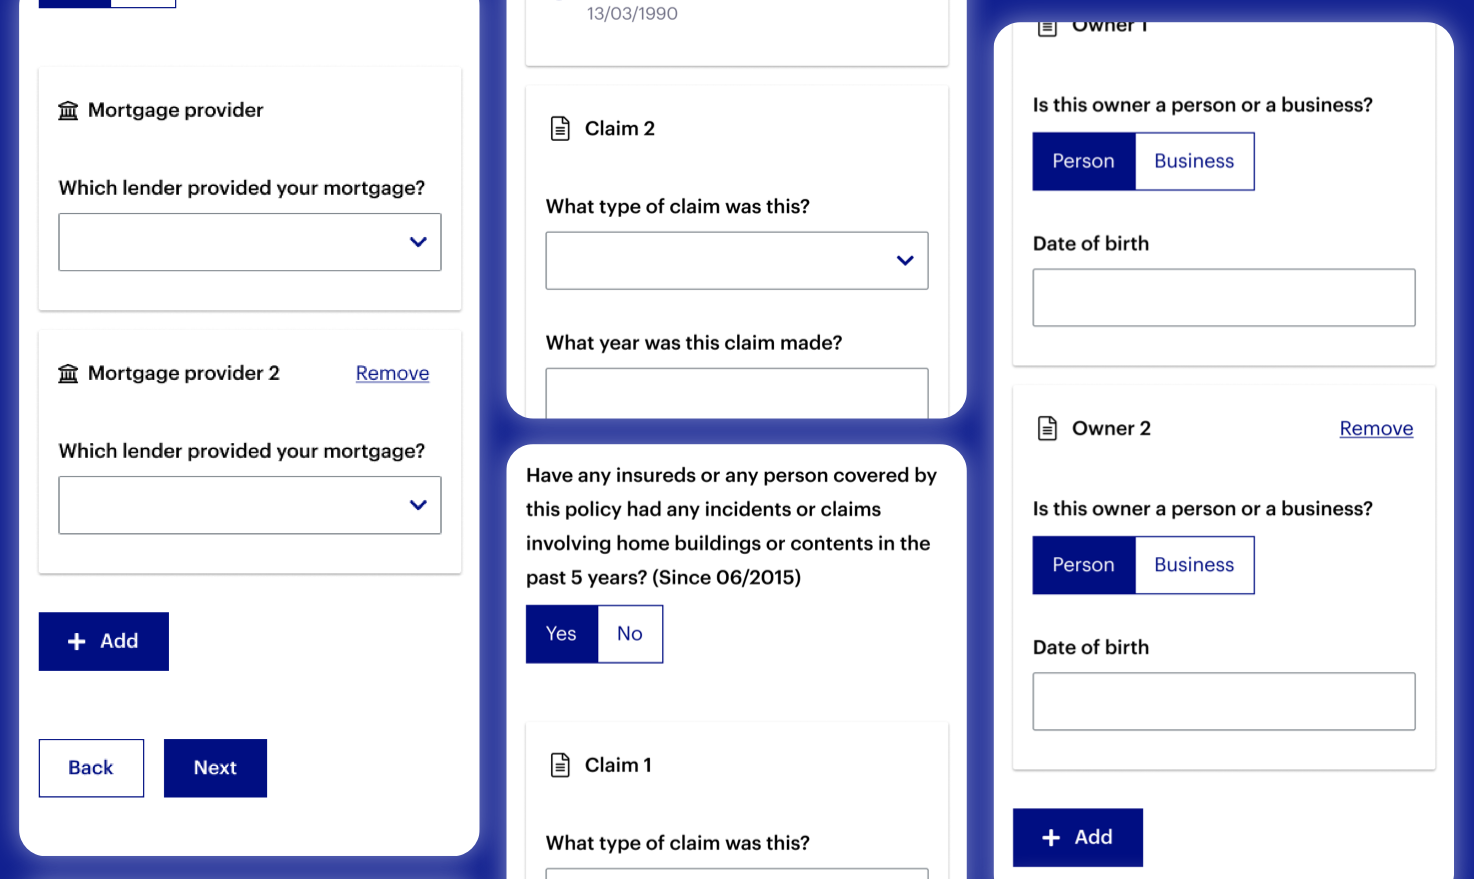 Mortgage provider
Which lender provided your mortgage?
Mortgage provider 2 Remove
Which lender provided your mortgage?
+ Add
Back Next
13/03/1990
Claim 2
What type of claim was this?
What year was this claim made?
Have any insureds or any person covered by
this policy had any incidents or claims
involving home buildings or contents in the
past 5 years? (Since 06/2015)
Yes No
Claim 1
What type of claim was this?
Owner 1
Is this owner a person or a business?
Person Business
Date of birth
Owner 2 Remove
Is this owner a person or a business?
Person Business
Date of birth
+ Add